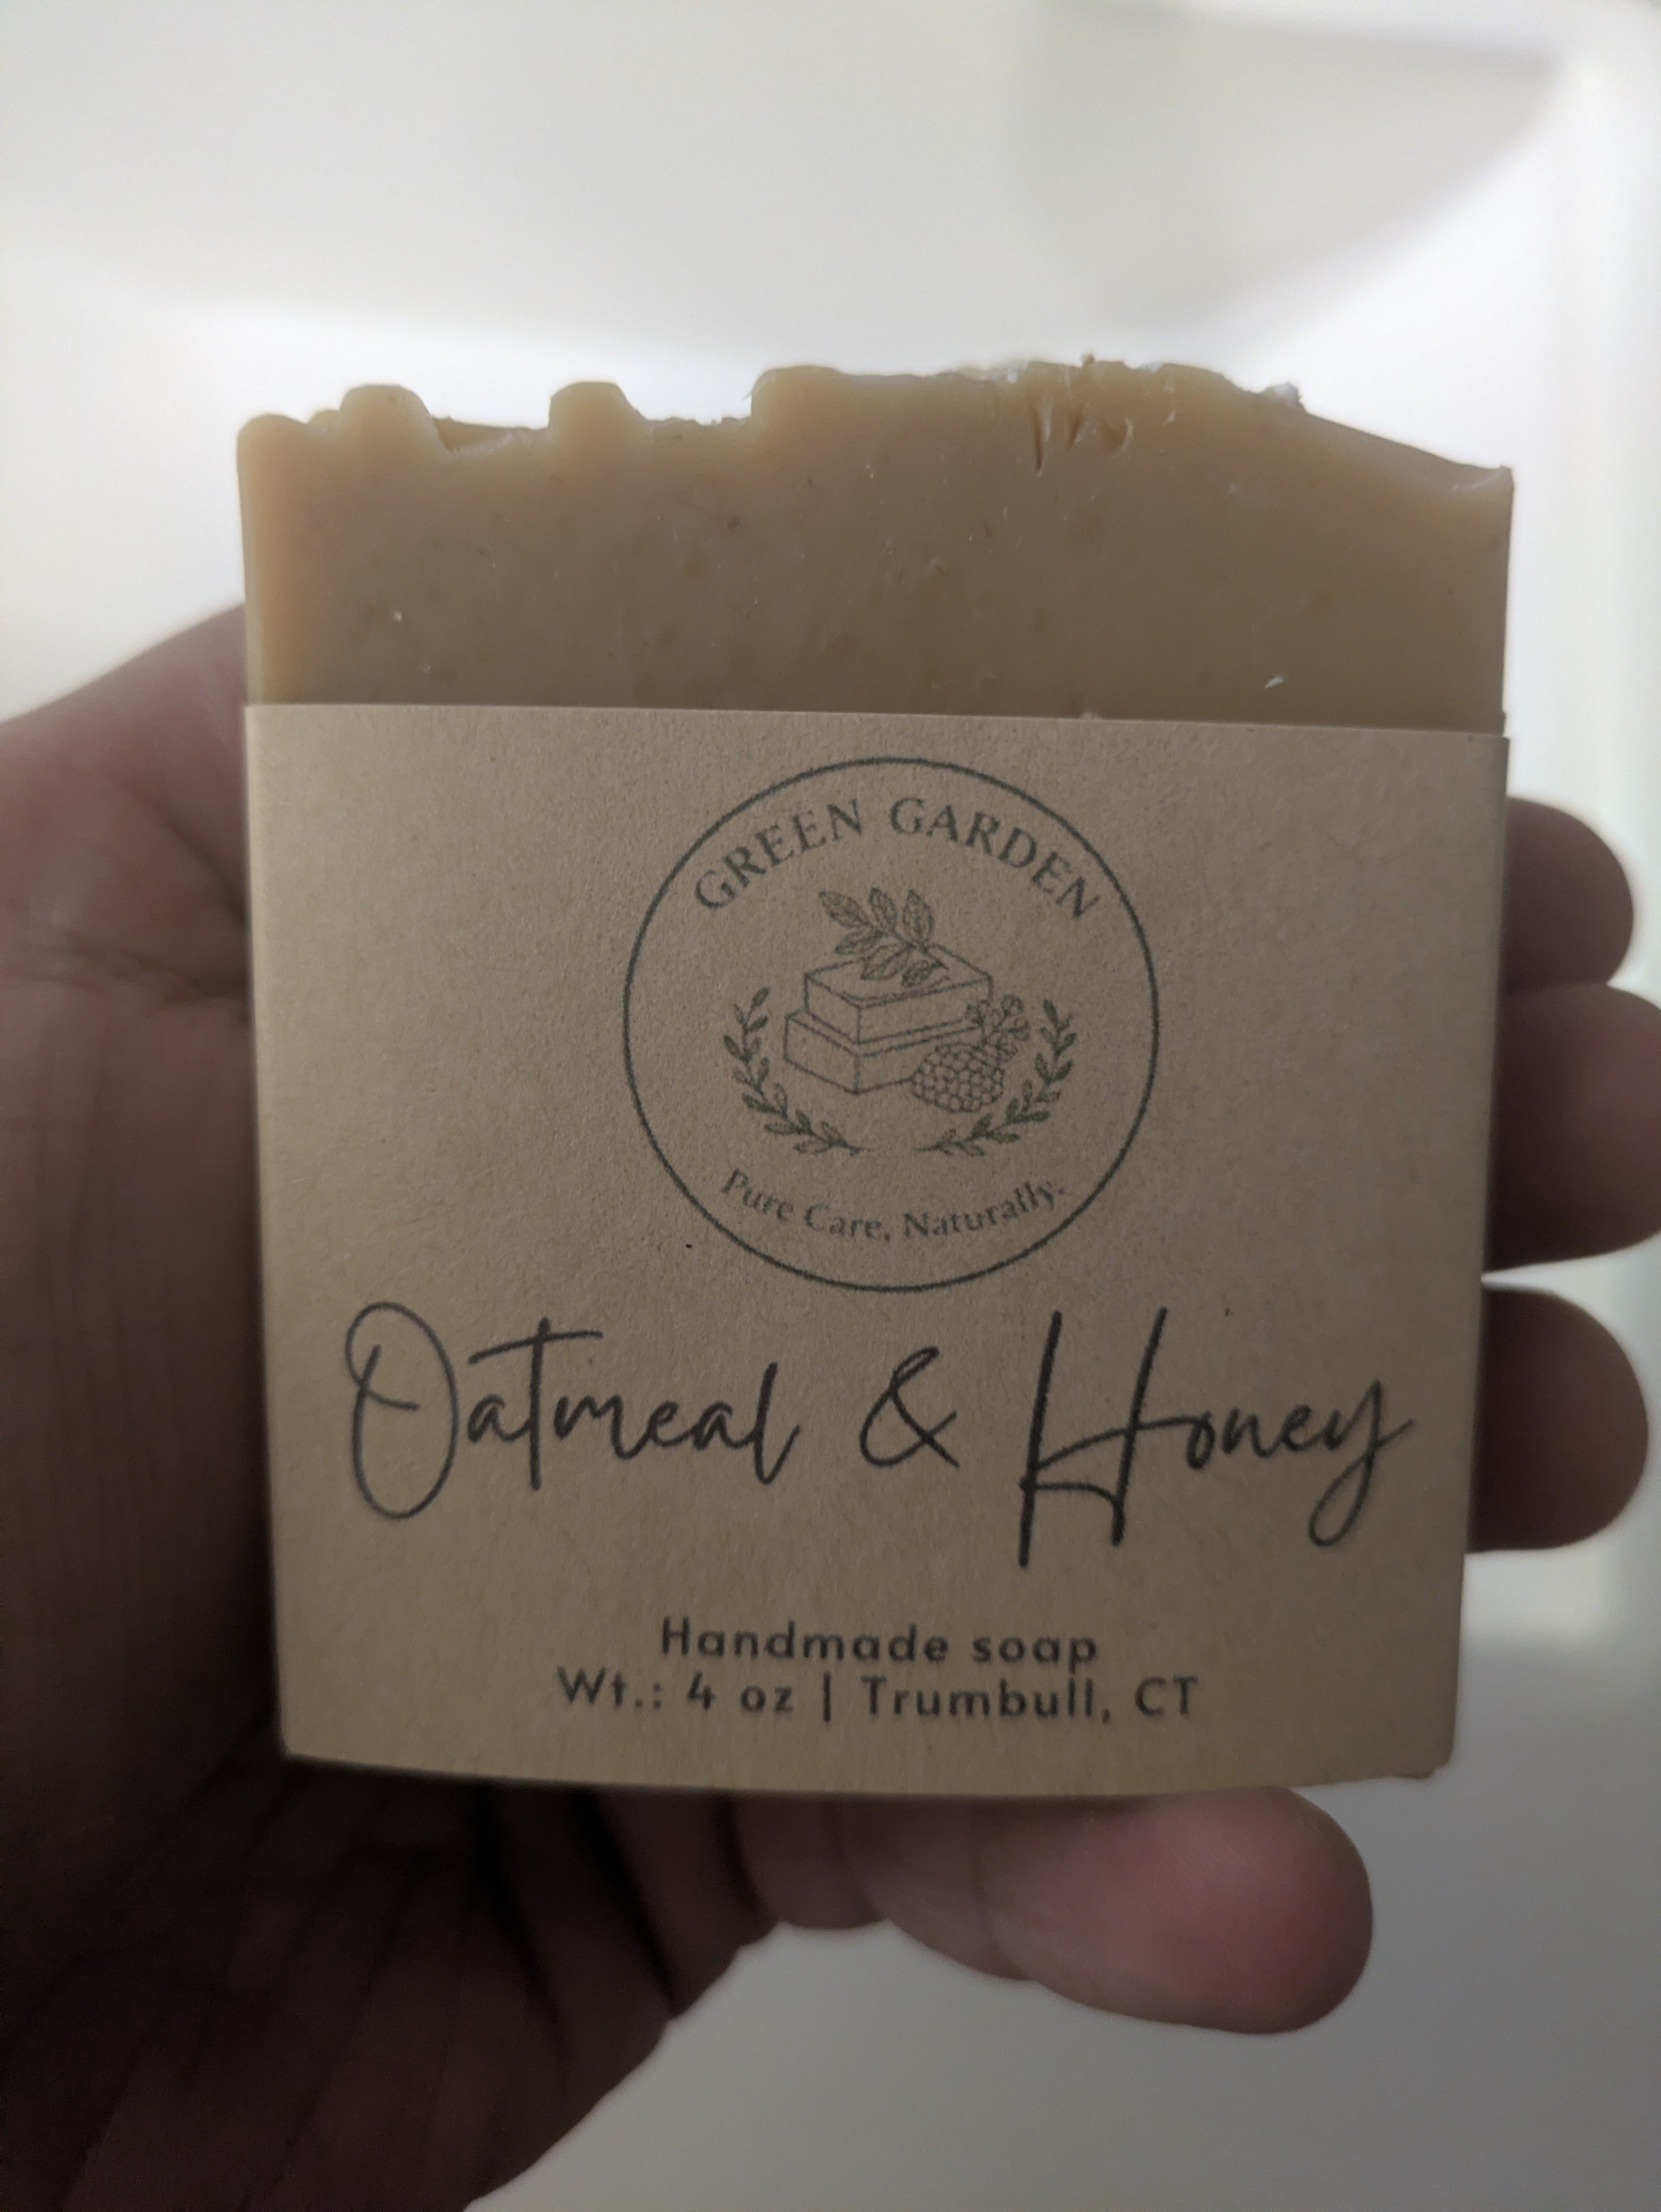 GREEN GARDEN
Pure Care, Naturally.
Oatmeal & Honey
Handmade soap
Wt.: 4 oz | Trumbull, CT